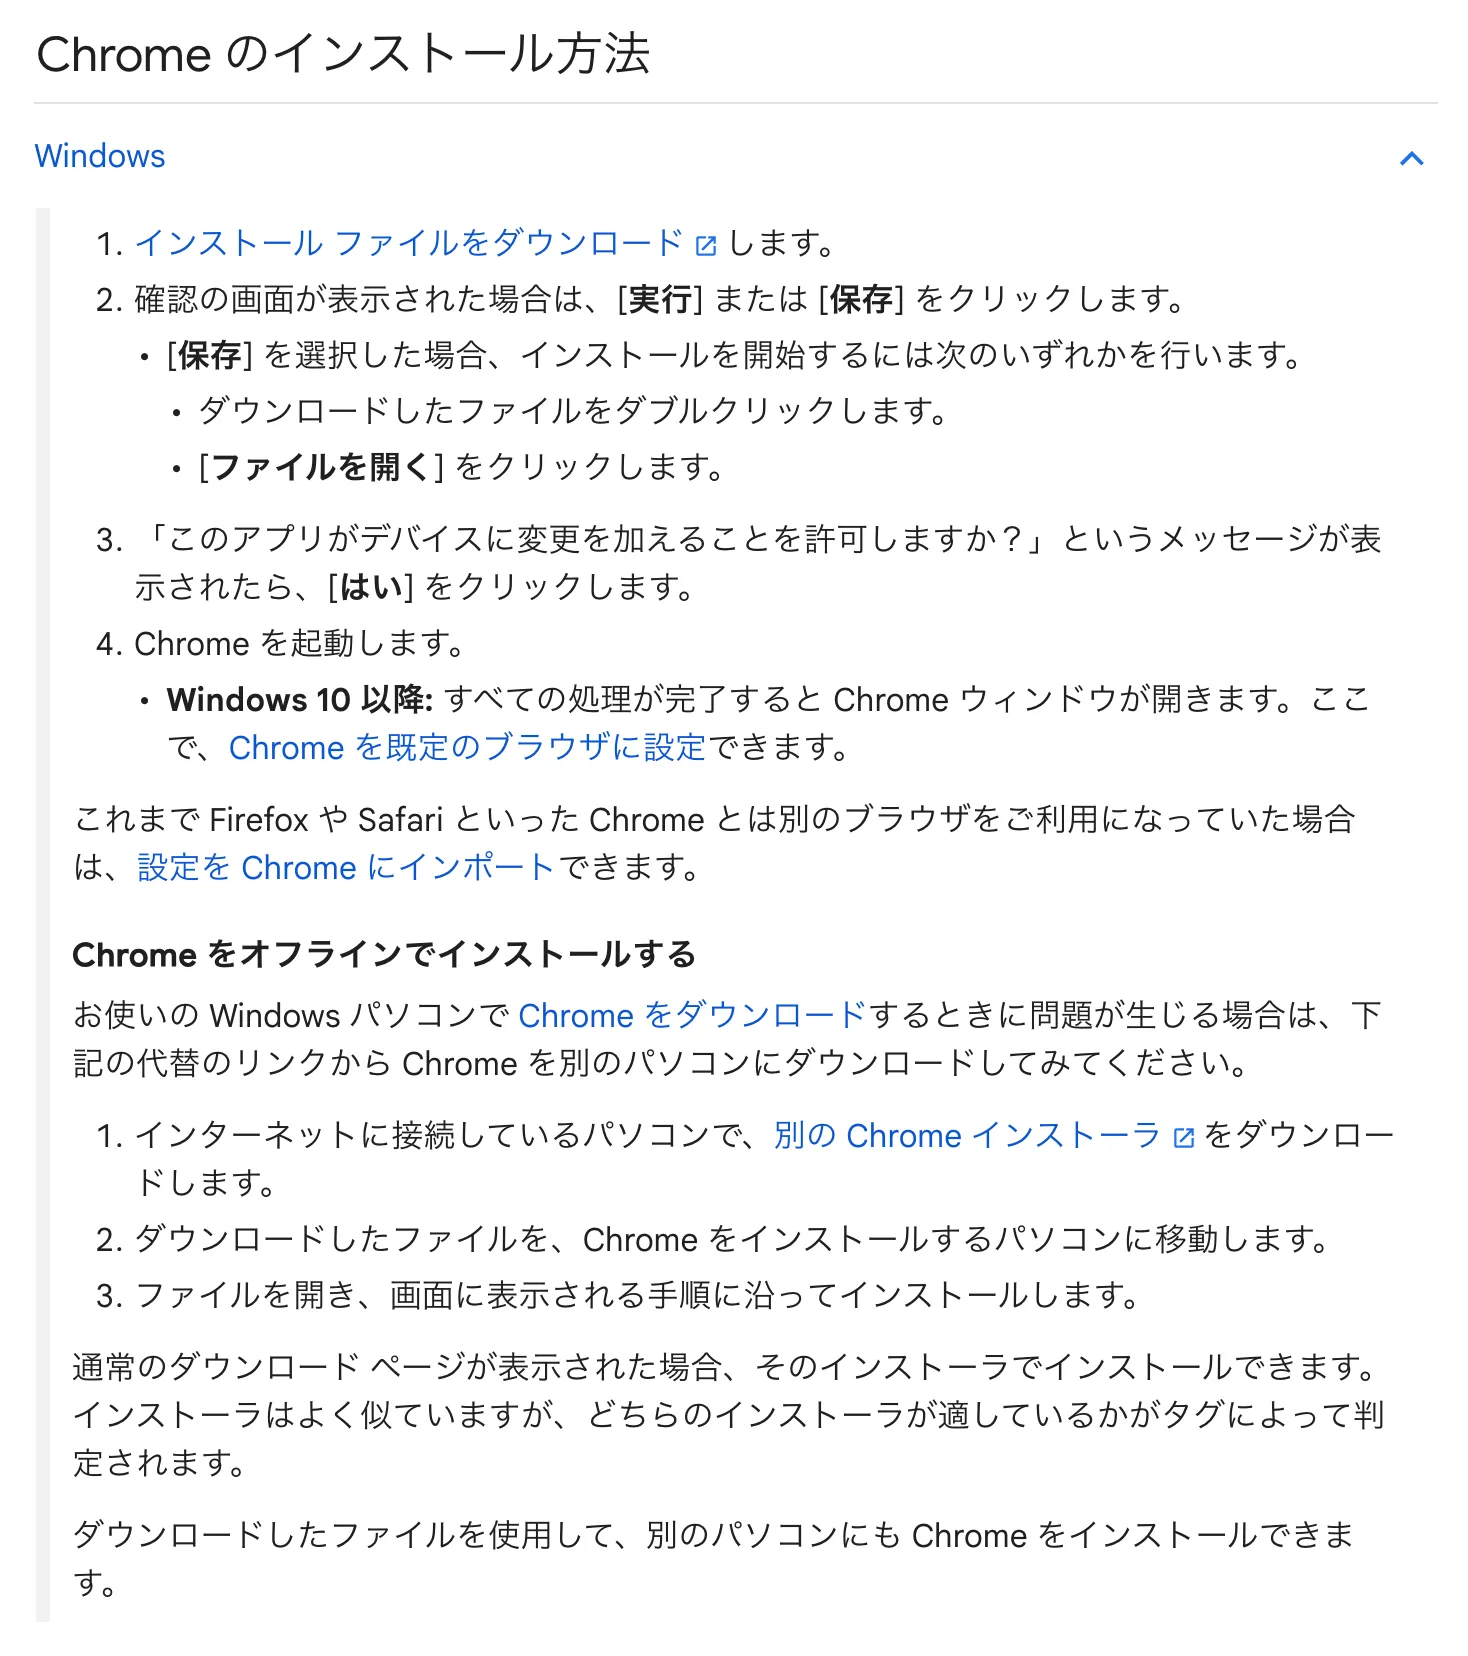 Chrome のインストール方法
Windows
1. インストール ファイルをダウンロード します。
2. 確認の画面が表示された場合は、[実行] または [保存] をクリックします。
• [保存] を選択した場合、インストールを開始するには次のいずれかを行います。
• ダウンロードしたファイルをダブルクリックします。
• [ファイルを開く] をクリックします。
3. 「このアプリがデバイスに変更を加えることを許可しますか？」というメッセージが表
示されたら、[はい] をクリックします。
4. Chrome を起動します。
• Windows 10 以降: すべての処理が完了すると Chrome ウィンドウが開きます。ここ
で、Chrome を既定のブラウザに設定できます。
これまで Firefox や Safari といった Chrome とは別のブラウザをご利用になっていた場合
は、設定を Chrome にインポートできます。
Chrome をオフラインでインストールする
お使いの Windows パソコンで Chrome をダウンロードするときに問題が生じる場合は、下
記の代替のリンクから Chrome を別のパソコンにダウンロードしてみてください。
1. インターネットに接続しているパソコンで、別の Chrome インストーラ をダウンロー
ドします。
2. ダウンロードしたファイルを、Chrome をインストールするパソコンに移動します。
3. ファイルを開き、画面に表示される手順に沿ってインストールします。
通常のダウンロード ページが表示された場合、そのインストーラでインストールできます。
インストーラはよく似ていますが、どちらのインストーラが適しているかがタグによって判
定されます。
ダウンロードしたファイルを使用して、別のパソコンにも Chrome をインストールできま
す。